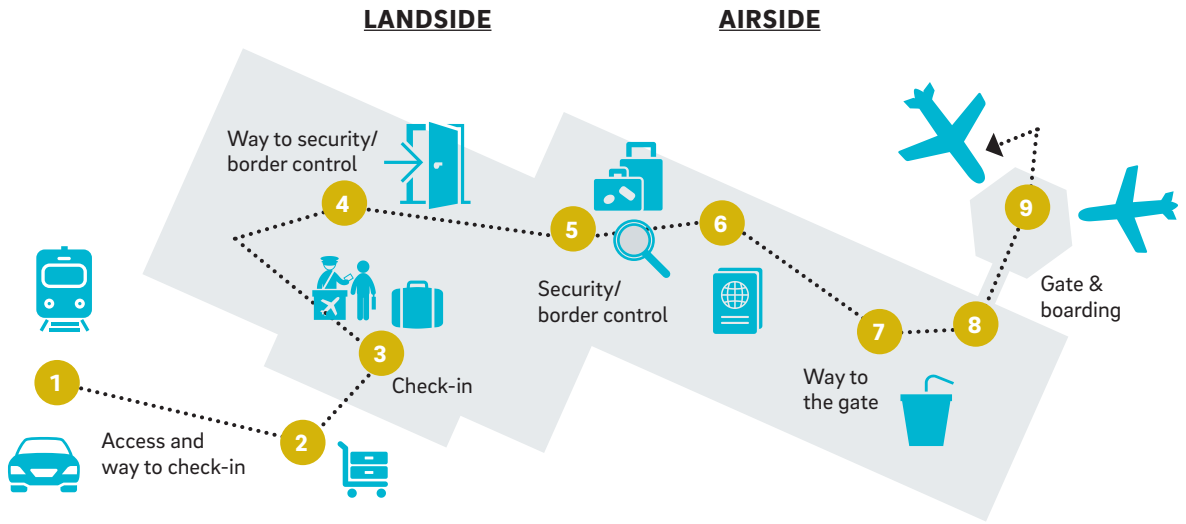 LANDSIDE
AIRSIDE
Way to security/
border control
4
5
6
9
Security/
border control
Gate &
boarding
7
8
3
Check-in
1
Way to
the gate
Access and
way to check-in
2